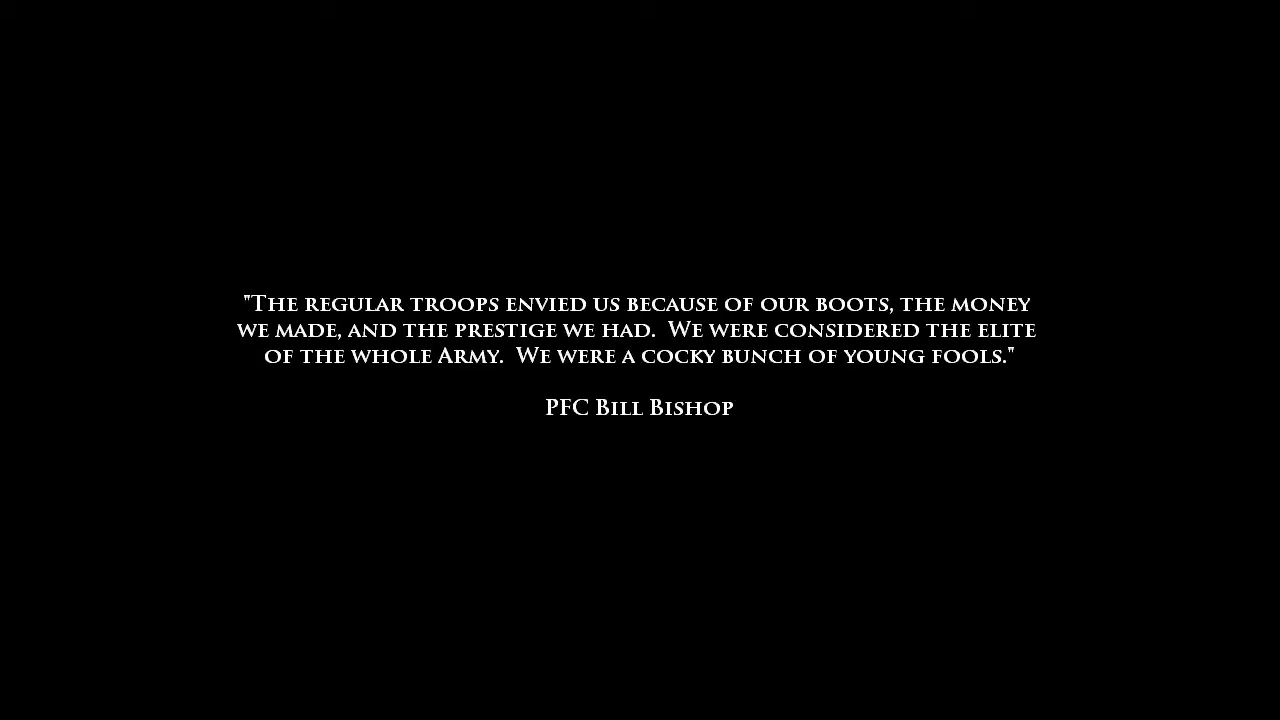 "The regular troops envied us because of our boots, the money
we made, and the prestige we had.  We were considered the elite
of the whole Army.  We were a cocky bunch of young fools."
PFC Bill Bishop